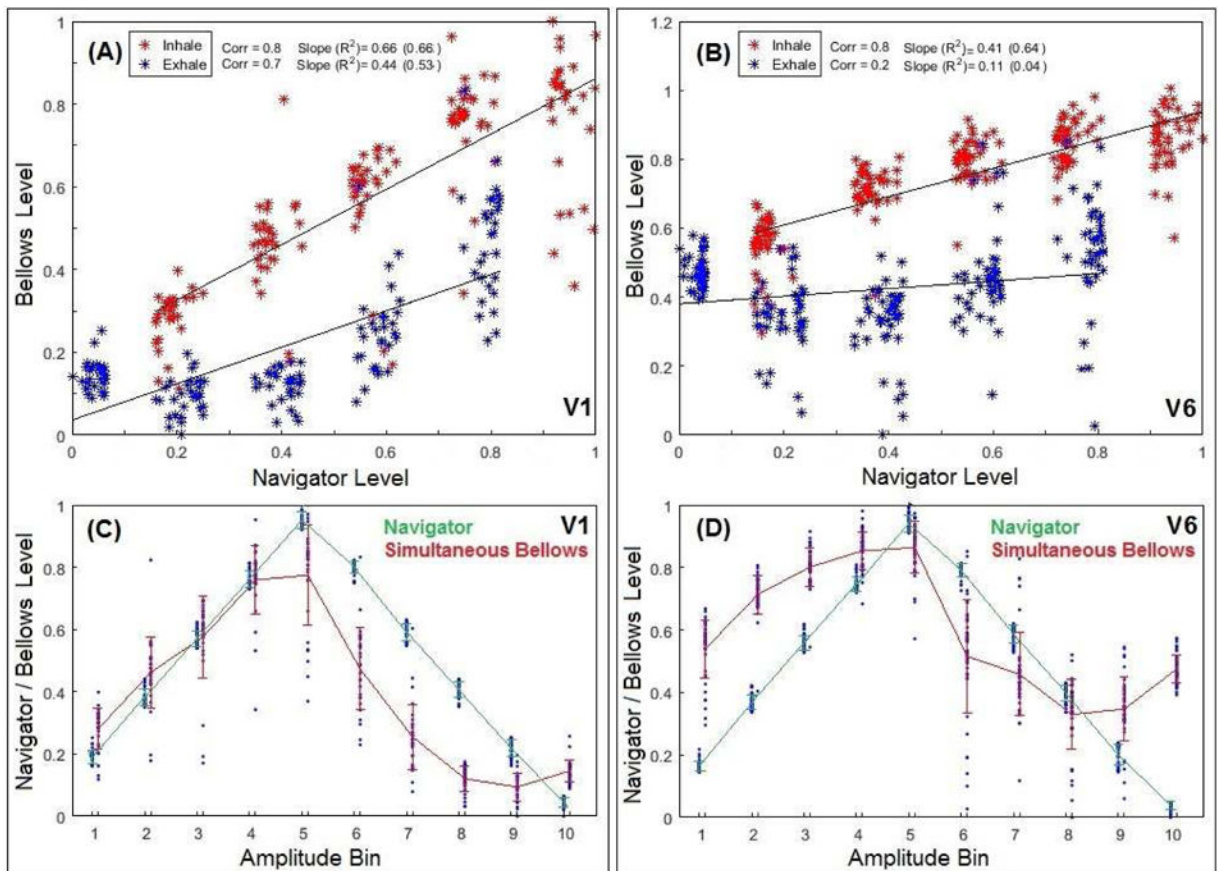 (A)
Inhale Corr = 0.8 Slope (R²)= 0.66 (0.66.)
Exhale Corr = 0.7 Slope (R²)= 0.44 (0.53.)
1
0.8
0.6
0.4
0.2
0
Bellows Level
V1
0.2 0.4 0.6 0.8 1
Navigator Level
(B)
Inhale Corr = 0.8 Slope (R²)= 0.41 (0.64)
Exhale Corr = 0.2 Slope (R²)= 0.11 (0.04)
1.2
1
0.8
0.6
0.4
0.2
0
Bellows Level
V6
0 0.2 0.4 0.6 0.8 1
Navigator Level
(C)
V1
Navigator
Simultaneous Bellows
1
0.8
0.6
0.4
0.2
0
Navigator / Bellows Level
1 2 3 4 5 6 7 8 9 10
Amplitude Bin
(D)
V6
Navigator
Simultaneous Bellows
1
0.8
0.6
0.4
0.2
0
Navigator / Bellows Level
1 2 3 4 5 6 7 8 9 10
Amplitude Bin